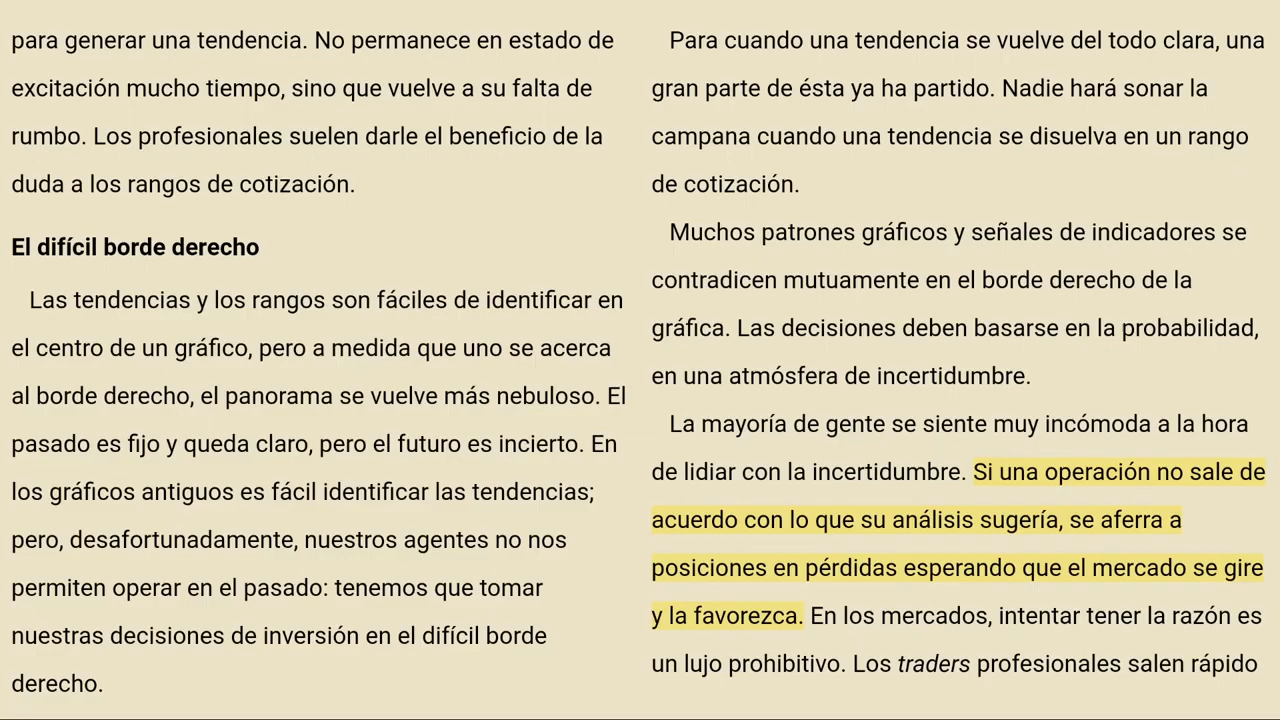 para generar una tendencia. No permanece en estado de
excitación mucho tiempo, sino que vuelve a su falta de
rumbo. Los profesionales suelen darle el beneficio de la
duda a los rangos de cotización.
El difícil borde derecho
Las tendencias y los rangos son fáciles de identificar en
el centro de un gráfico, pero a medida que uno se acerca
al borde derecho, el panorama se vuelve más nebuloso. El
pasado es fijo y queda claro, pero el futuro es incierto. En
los gráficos antiguos es fácil identificar las tendencias;
pero, desafortunadamente, nuestros agentes no nos
permiten operar en el pasado: tenemos que tomar
nuestras decisiones de inversión en el difícil borde
derecho.
Para cuando una tendencia se vuelve del todo clara, una
gran parte de ésta ya ha partido. Nadie hará sonar la
campana cuando una tendencia se disuelva en un rango
de cotización.
Muchos patrones gráficos y señales de indicadores se
contradicen mutuamente en el borde derecho de la
gráfica. Las decisiones deben basarse en la probabilidad,
en una atmósfera de incertidumbre.
La mayoría de gente se siente muy incómoda a la hora
de lidiar con la incertidumbre. Si una operación no sale de
acuerdo con lo que su análisis sugería, se aferra a
posiciones en pérdidas esperando que el mercado se gire
y la favorezca. En los mercados, intentar tener la razón es
un lujo prohibitivo. Los traders profesionales salen rápido